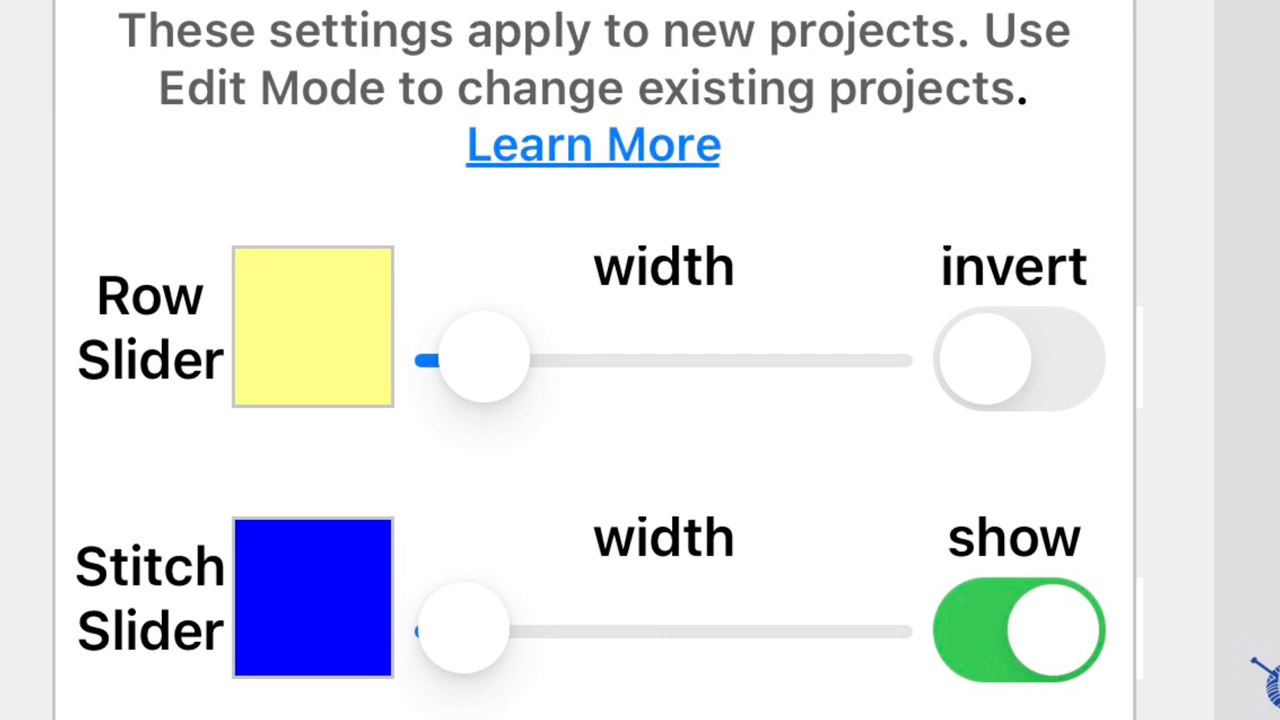 These settings apply to new projects. Use
Edit Mode to change existing projects.
Learn More
Row
Slider
width
invert
Stitch
Slider
width
show